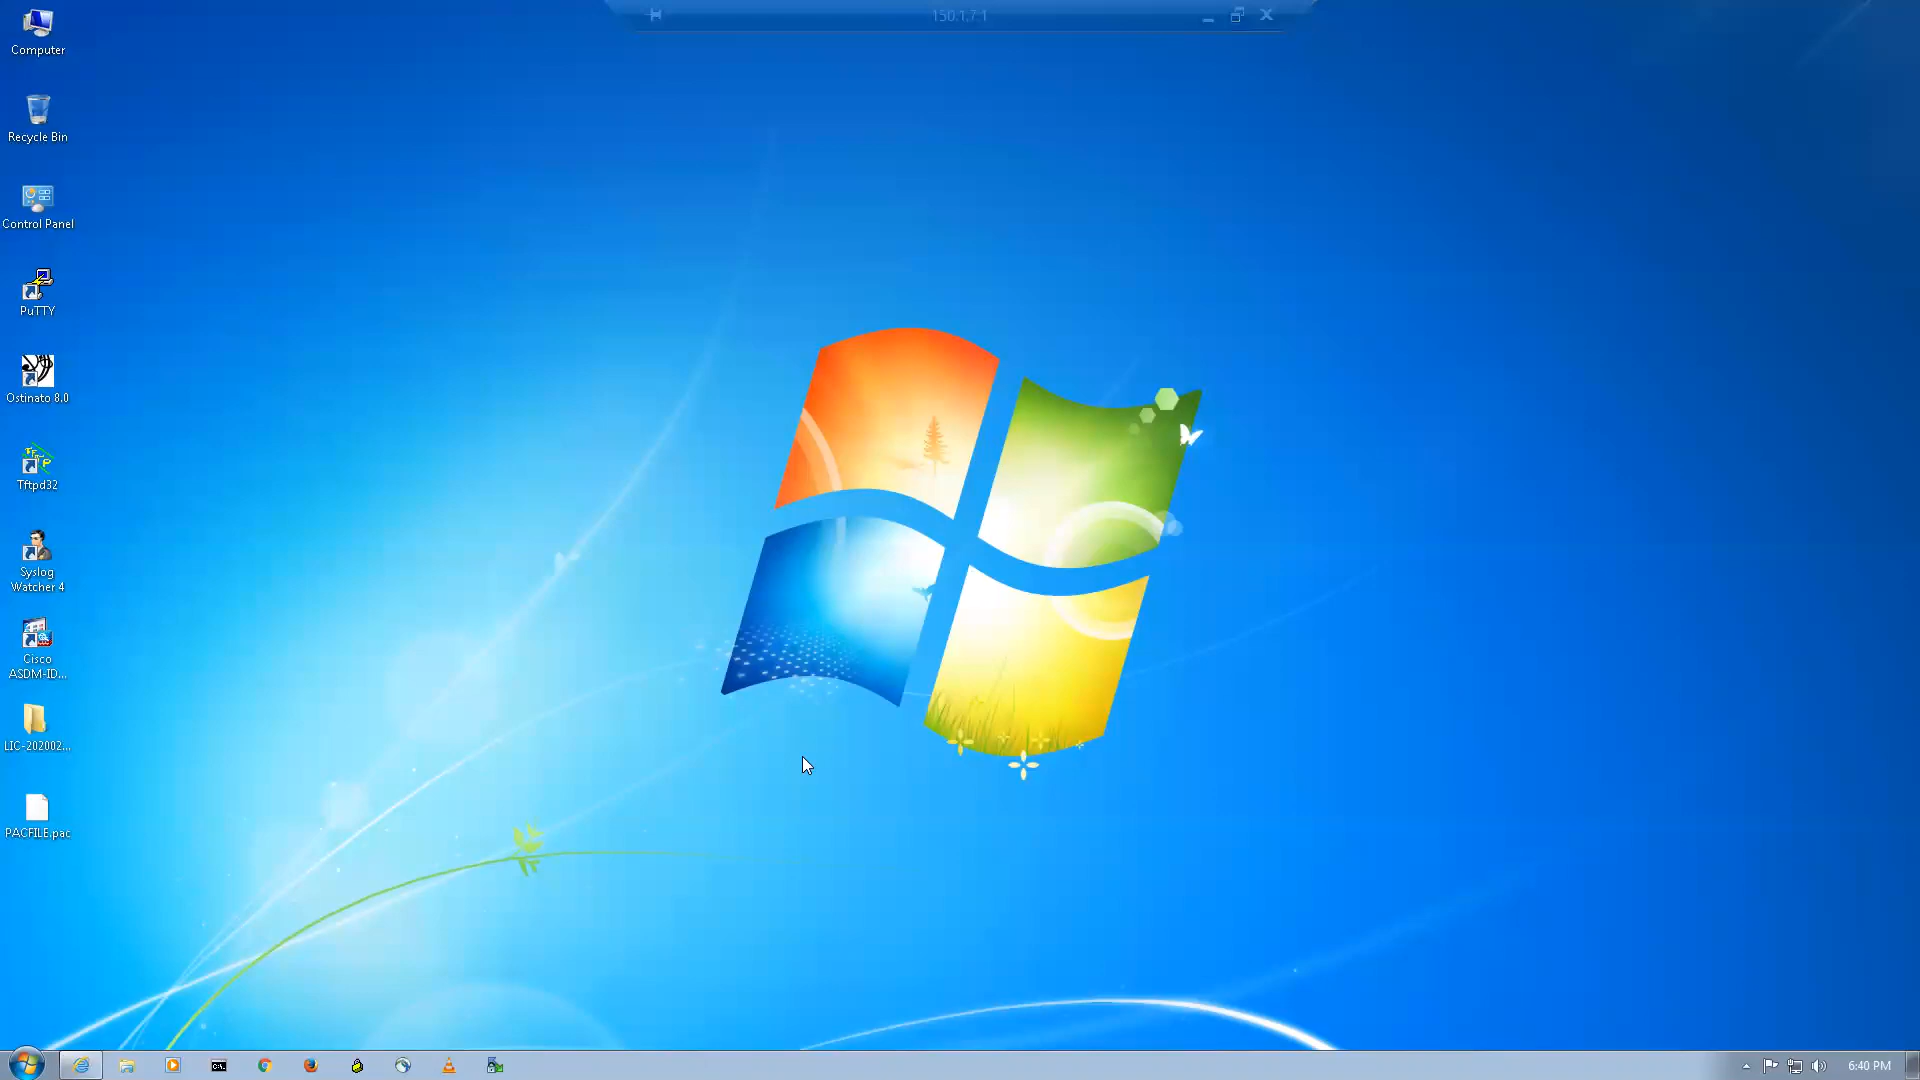 150.1.7.1
Computer
Recycle Bin
Control Panel
PuTTY
Ostinato 8.0
Tftpd32
Syslog
Watcher 4
Cisco
ASDM-ID...
LIC-202002...
PACFILE.pac
6:40 PM